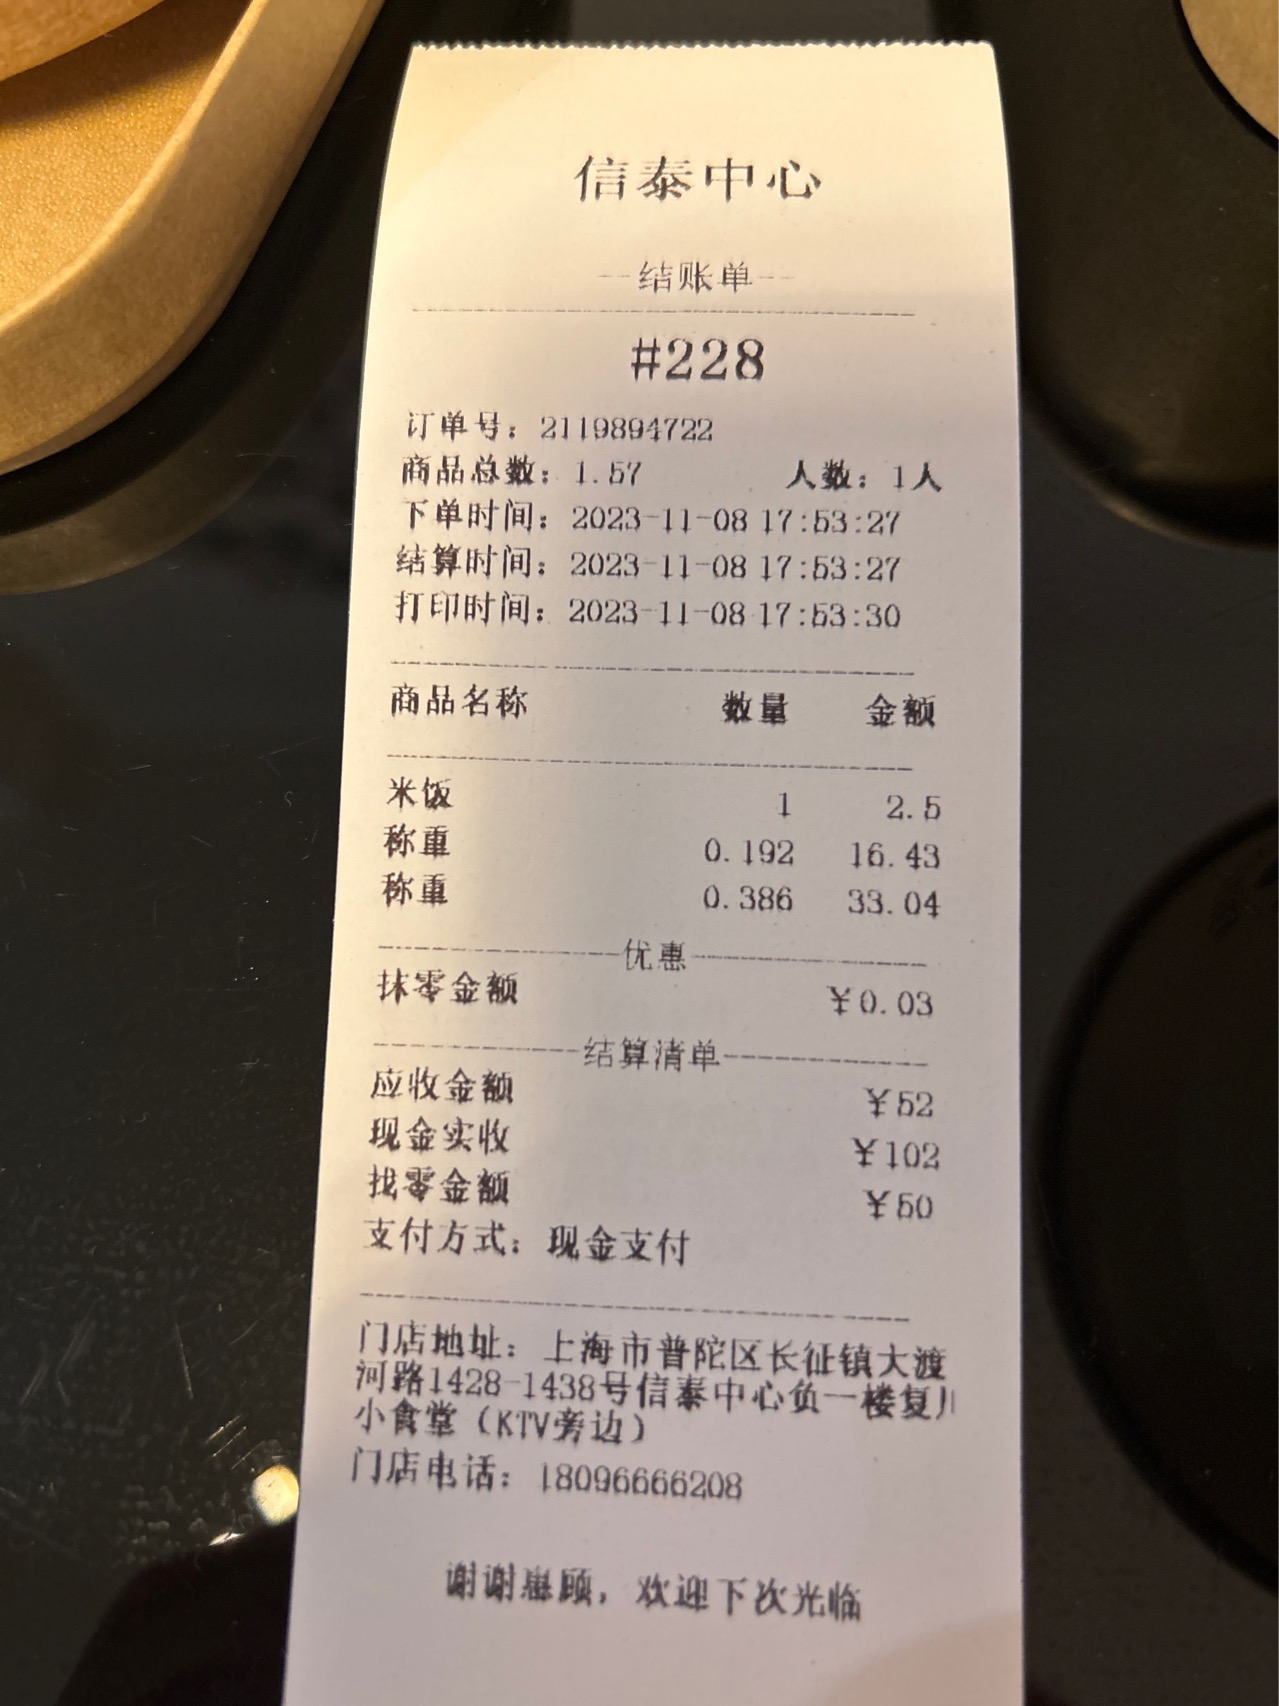 信泰中心
--结账单--
#228
订单号：2119894722
商品总数：1.57 人数：1人
下单时间：2023-11-08 17:53:27
结算时间：2023-11-08 17:53:27
打印时间：2023-11-08 17:53:30
商品名称 数量 金额
米饭 1 2.5
称重 0.192 16.43
称重 0.386 33.04
优惠
抹零金额 ¥0.03
结算清单
应收金额 ¥52
现金实收 ¥102
找零金额 ¥50
支付方式：现金支付
门店地址：上海市普陀区长征镇大渡
河路1428-1438号信泰中心负一楼复
小食堂（KTV旁边）
门店电话：18096666208
谢谢惠顾，欢迎下次光临